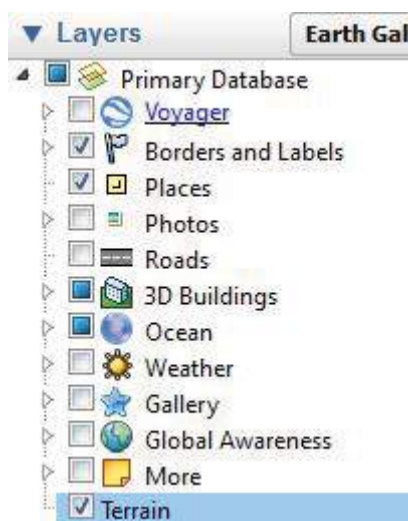 Layers
Earth Gal
Primary Database
Voyager
Borders and Labels
Places
Photos
Roads
3D Buildings
Ocean
Weather
Gallery
Global Awareness
More
Terrain